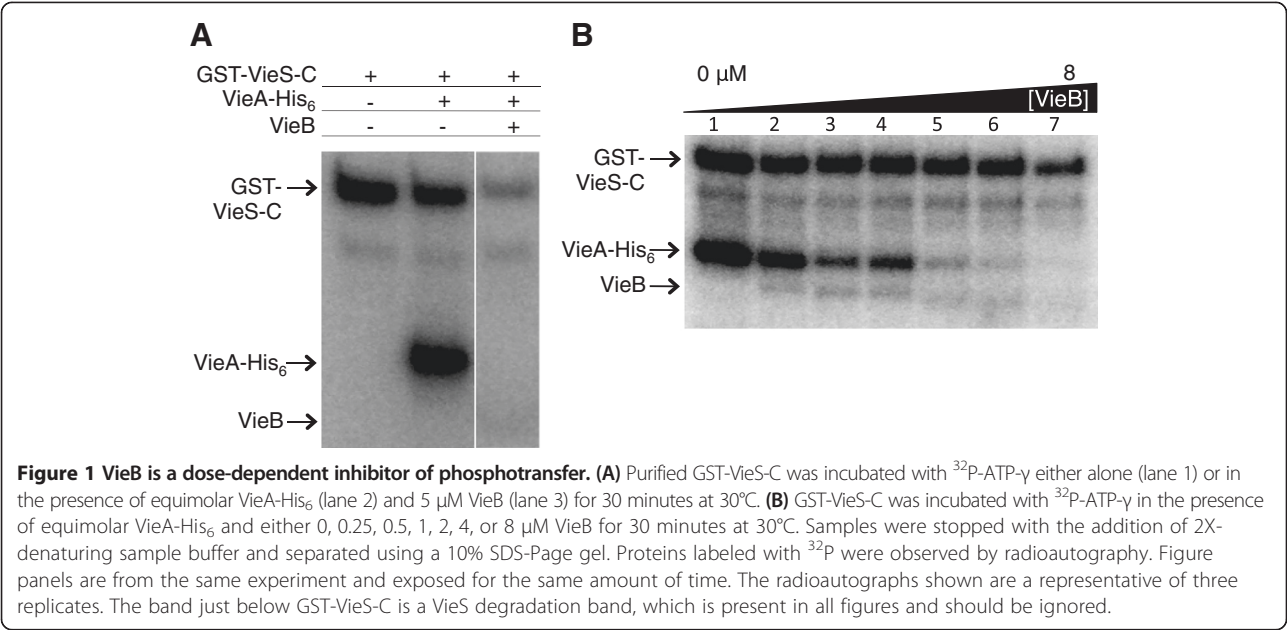 A
GST-VieS-C + + +
VieA-His₆ - + +
VieB - - +
GST-
VieS-C
VieA-His₆
VieB
B
0 µM 8
[VieB]
1 2 3 4 5 6 7
GST-
VieS-C
VieA-His₆
VieB
Figure 1 VieB is a dose-dependent inhibitor of phosphotransfer. (A) Purified GST-VieS-C was incubated with ³²P-ATP-γ either alone (lane 1) or in
the presence of equimolar VieA-His₆ (lane 2) and 5 µM VieB (lane 3) for 30 minutes at 30°C. (B) GST-VieS-C was incubated with ³²P-ATP-γ in the presence
of equimolar VieA-His₆ and either 0, 0.25, 0.5, 1, 2, 4, or 8 µM VieB for 30 minutes at 30°C. Samples were stopped with the addition of 2X-
denaturing sample buffer and separated using a 10% SDS-Page gel. Proteins labeled with ³²P were observed by radioautography. Figure
panels are from the same experiment and exposed for the same amount of time. The radioautographs shown are a representative of three
replicates. The band just below GST-VieS-C is a VieS degradation band, which is present in all figures and should be ignored.